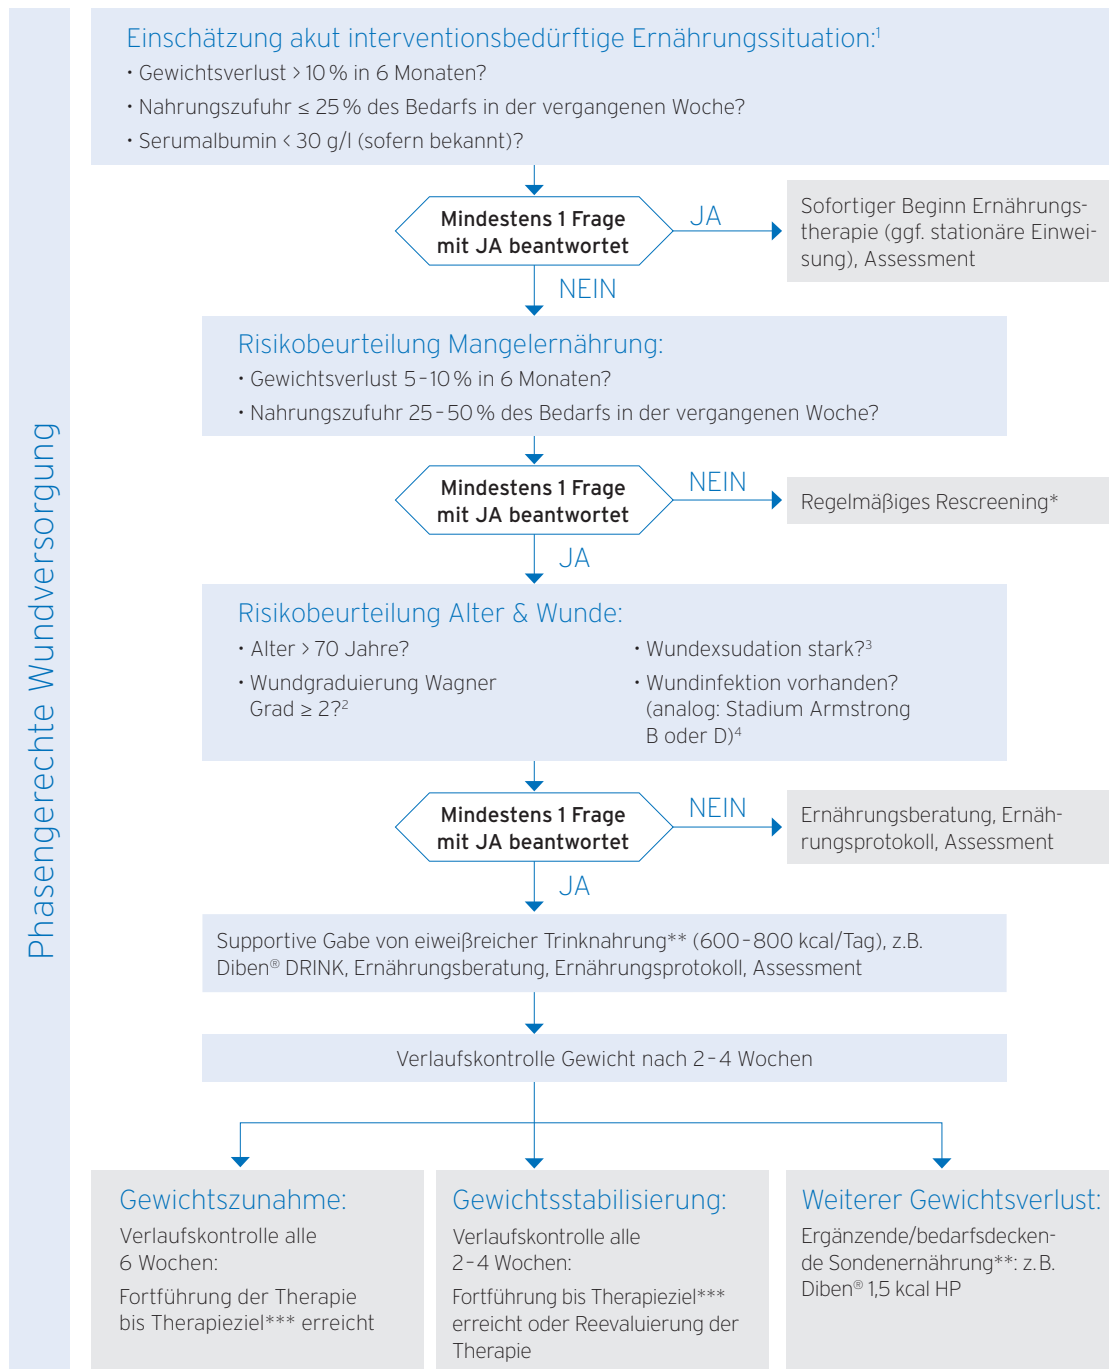 Phasengerechte Wundversorgung
Einschätzung akut interventionsbedürftige Ernährungssituation:¹
• Gewichtsverlust > 10 % in 6 Monaten?
• Nahrungszufuhr ≤ 25 % des Bedarfs in der vergangenen Woche?
• Serumalbumin < 30 g/l (sofern bekannt)?
Mindestens 1 Frage
mit JA beantwortet
JA
Sofortiger Beginn Ernährungs-
therapie (ggf. stationäre Einwei-
sung), Assessment
NEIN
Risikobeurteilung Mangelernährung:
• Gewichtsverlust 5 – 10 % in 6 Monaten?
• Nahrungszufuhr 25 – 50 % des Bedarfs in der vergangenen Woche?
Mindestens 1 Frage
mit JA beantwortet
NEIN
Regelmäßiges Rescreening*
JA
Risikobeurteilung Alter & Wunde:
• Alter > 70 Jahre?
• Wundgraduierung Wagner
Grad ≥ 2?²
• Wundexsudation stark?³
• Wundinfektion vorhanden?
(analog: Stadium Armstrong
B oder D)⁴
Mindestens 1 Frage
mit JA beantwortet
NEIN
Ernährungsberatung, Ernäh-
rungsprotokoll, Assessment
JA
Supportive Gabe von eiweißreicher Trinknahrung** (600 – 800 kcal/Tag), z.B.
Diben® DRINK, Ernährungsberatung, Ernährungsprotokoll, Assessment
Verlaufskontrolle Gewicht nach 2 – 4 Wochen
Gewichtszunahme:
Verlaufskontrolle alle
6 Wochen:
Fortführung der Therapie
bis Therapieziel*** erreicht
Gewichtsstabilisierung:
Verlaufskontrolle alle
2 – 4 Wochen:
Fortführung bis Therapieziel***
erreicht oder Reevaluierung der
Therapie
Weiterer Gewichtsverlust:
Ergänzende/bedarfsdecken-
de Sondenernährung**: z. B.
Diben® 1,5 kcal HP